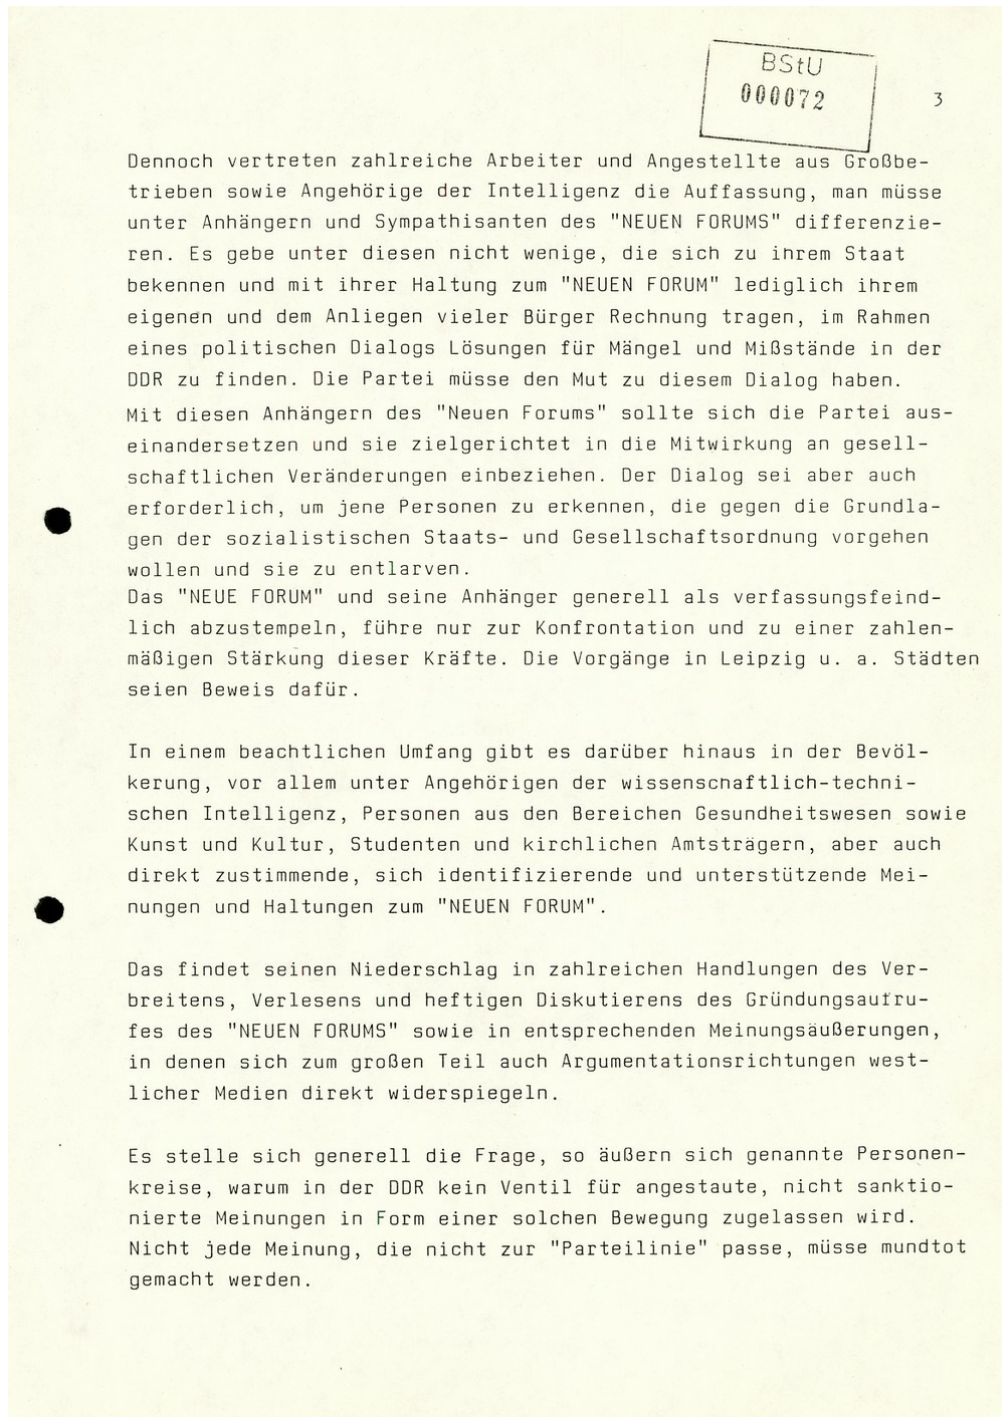 BStU
000072
3
Dennoch vertreten zahlreiche Arbeiter und Angestellte aus Großbe-
trieben sowie Angehörige der Intelligenz die Auffassung, man müsse
unter Anhängern und Sympathisanten des "NEUEN FORUMS" differenzie-
ren. Es gebe unter diesen nicht wenige, die sich zu ihrem Staat
bekennen und mit ihrer Haltung zum "NEUEN FORUM" lediglich ihrem
eigenen und dem Anliegen vieler Bürger Rechnung tragen, im Rahmen
eines politischen Dialogs Lösungen für Mängel und Mißstände in der
DDR zu finden. Die Partei müsse den Mut zu diesem Dialog haben.
Mit diesen Anhängern des "Neuen Forums" sollte sich die Partei aus-
einandersetzen und sie zielgerichtet in die Mitwirkung an gesell-
schaftlichen Veränderungen einbeziehen. Der Dialog sei aber auch
erforderlich, um jene Personen zu erkennen, die gegen die Grundla-
gen der sozialistischen Staats- und Gesellschaftsordnung vorgehen
wollen und sie zu entlarven.
Das "NEUE FORUM" und seine Anhänger generell als verfassungsfeind-
lich abzustempeln, führe nur zur Konfrontation und zu einer zahlen-
mäßigen Stärkung dieser Kräfte. Die Vorgänge in Leipzig u. a. Städten
seien Beweis dafür.
In einem beachtlichen Umfang gibt es darüber hinaus in der Bevöl-
kerung, vor allem unter Angehörigen der wissenschaftlich-techni-
schen Intelligenz, Personen aus den Bereichen Gesundheitswesen sowie
Kunst und Kultur, Studenten und kirchlichen Amtsträgern, aber auch
direkt zustimmende, sich identifizierende und unterstützende Mei-
nungen und Haltungen zum "NEUEN FORUM".
Das findet seinen Niederschlag in zahlreichen Handlungen des Ver-
breitens, Verlesens und heftigen Diskutierens des Gründungsaufru-
fes des "NEUEN FORUMS" sowie in entsprechenden Meinungsäußerungen,
in denen sich zum großen Teil auch Argumentationsrichtungen west-
licher Medien direkt widerspiegeln.
Es stelle sich generell die Frage, so äußern sich genannte Personen-
kreise, warum in der DDR kein Ventil für angestaute, nicht sanktio-
nierte Meinungen in Form einer solchen Bewegung zugelassen wird.
Nicht jede Meinung, die nicht zur "Parteilinie" passe, müsse mundtot
gemacht werden.